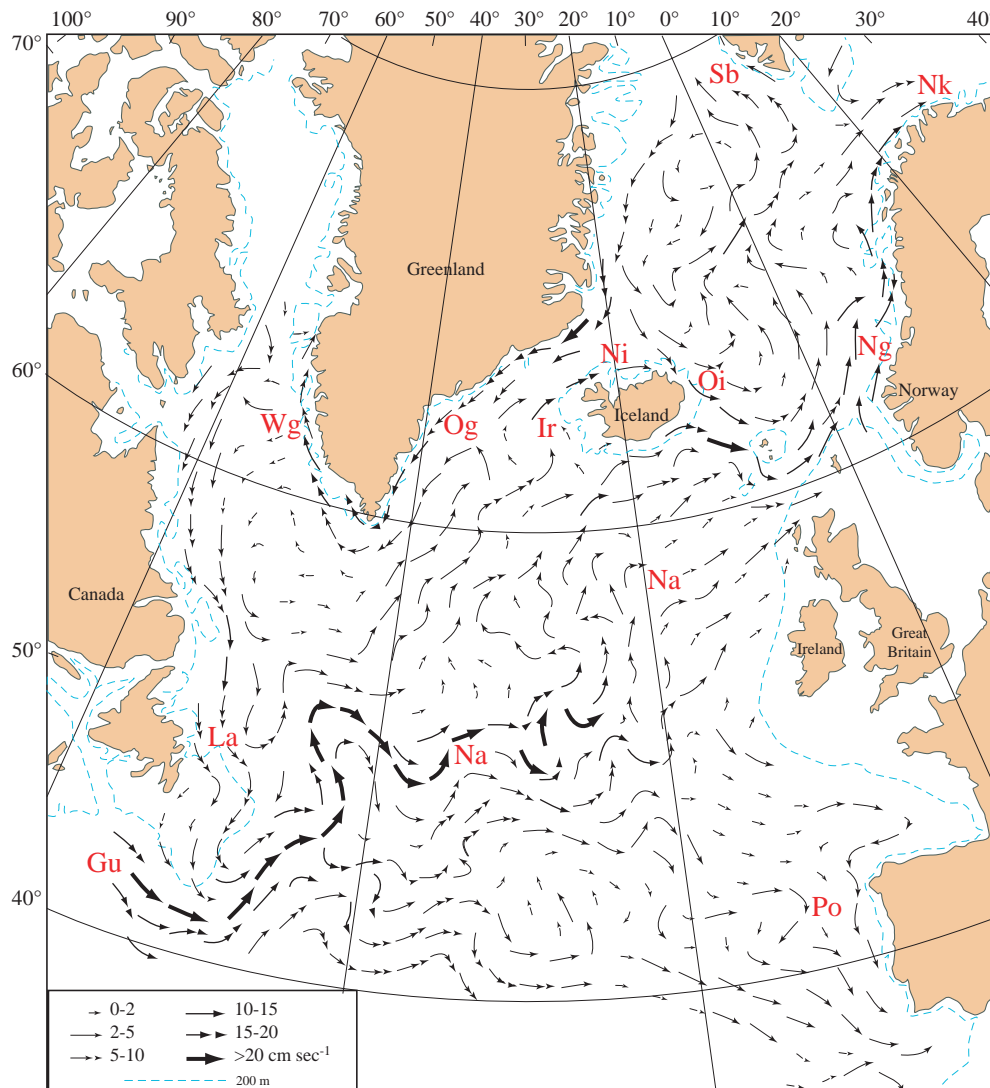 100° 90° 80° 70° 60° 50° 40° 30° 20° 10° 0° 10° 20° 30° 40
70°
Sb
Nk
Greenland
Ni
Ng
60°
Oi
Norway
Wg
Og
Ir
Iceland
Na
Canada
50°
Ireland
Great
Britain
La
Na
Gu
40°
Po
0-2
10-15
2-5
15-20
5-10
>20 cm sec-1
200 m